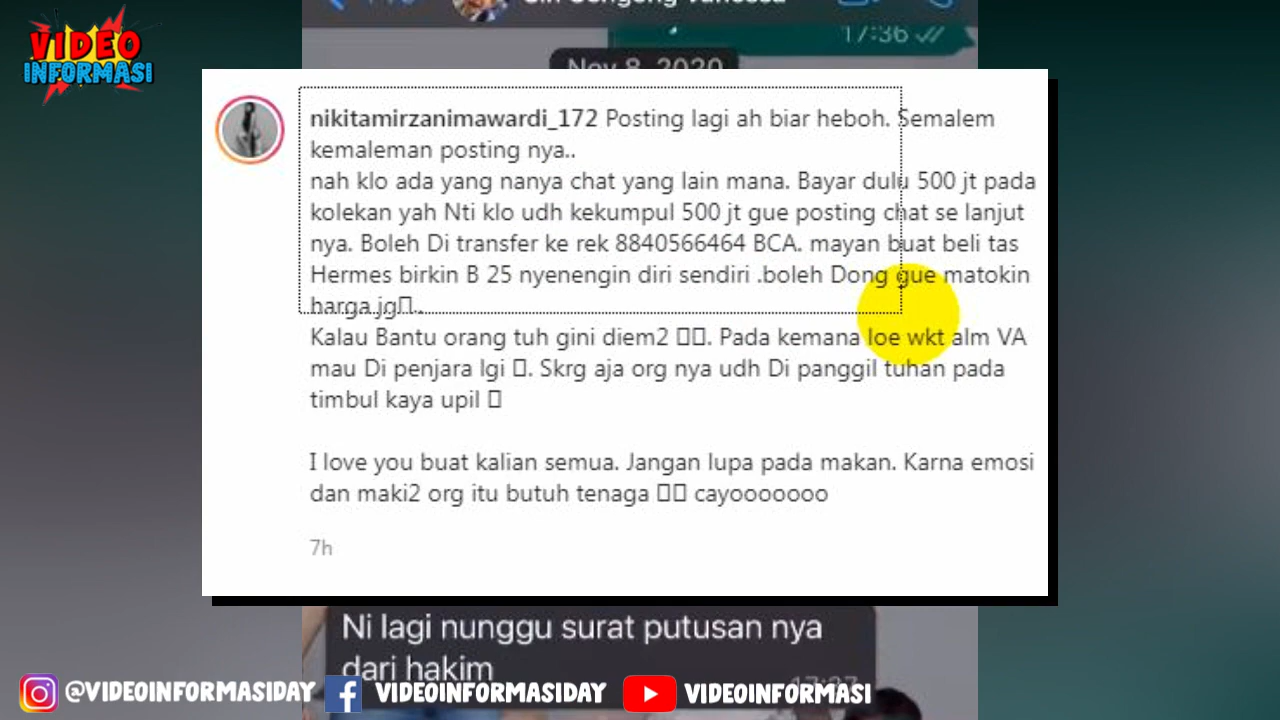 VIDEO
INFORMASI
17:36
Nov 8, 2020
nikitamirzanimawardi_172 Posting lagi ah biar heboh. Semalem
kemaleman posting nya..
nah klo ada yang nanya chat yang lain mana. Bayar dulu 500 jt pada
kolekan yah Nti klo udh kekumpul 500 jt gue posting chat se lanjut
nya. Boleh Di transfer ke rek 8840566464 BCA. mayan buat beli tas
Hermes birkin B 25 nyenengin diri sendiri .boleh Dong gue matokin
harga jg..
Kalau Bantu orang tuh gini diem2. Pada kemana loe wkt alm VA
mau Di penjara lgi. Skrg aja org nya udh Di panggil tuhan pada
timbul kaya upil
I love you buat kalian semua. Jangan lupa pada makan. Karna emosi
dan maki2 org itu butuh tenaga cayooooooo
7h
Ni lagi nunggu surat putusan nya
dari hakim
@VIDEOINFORMASIDAY VIDEOINFORMASIDAY VIDEOINFORMASI